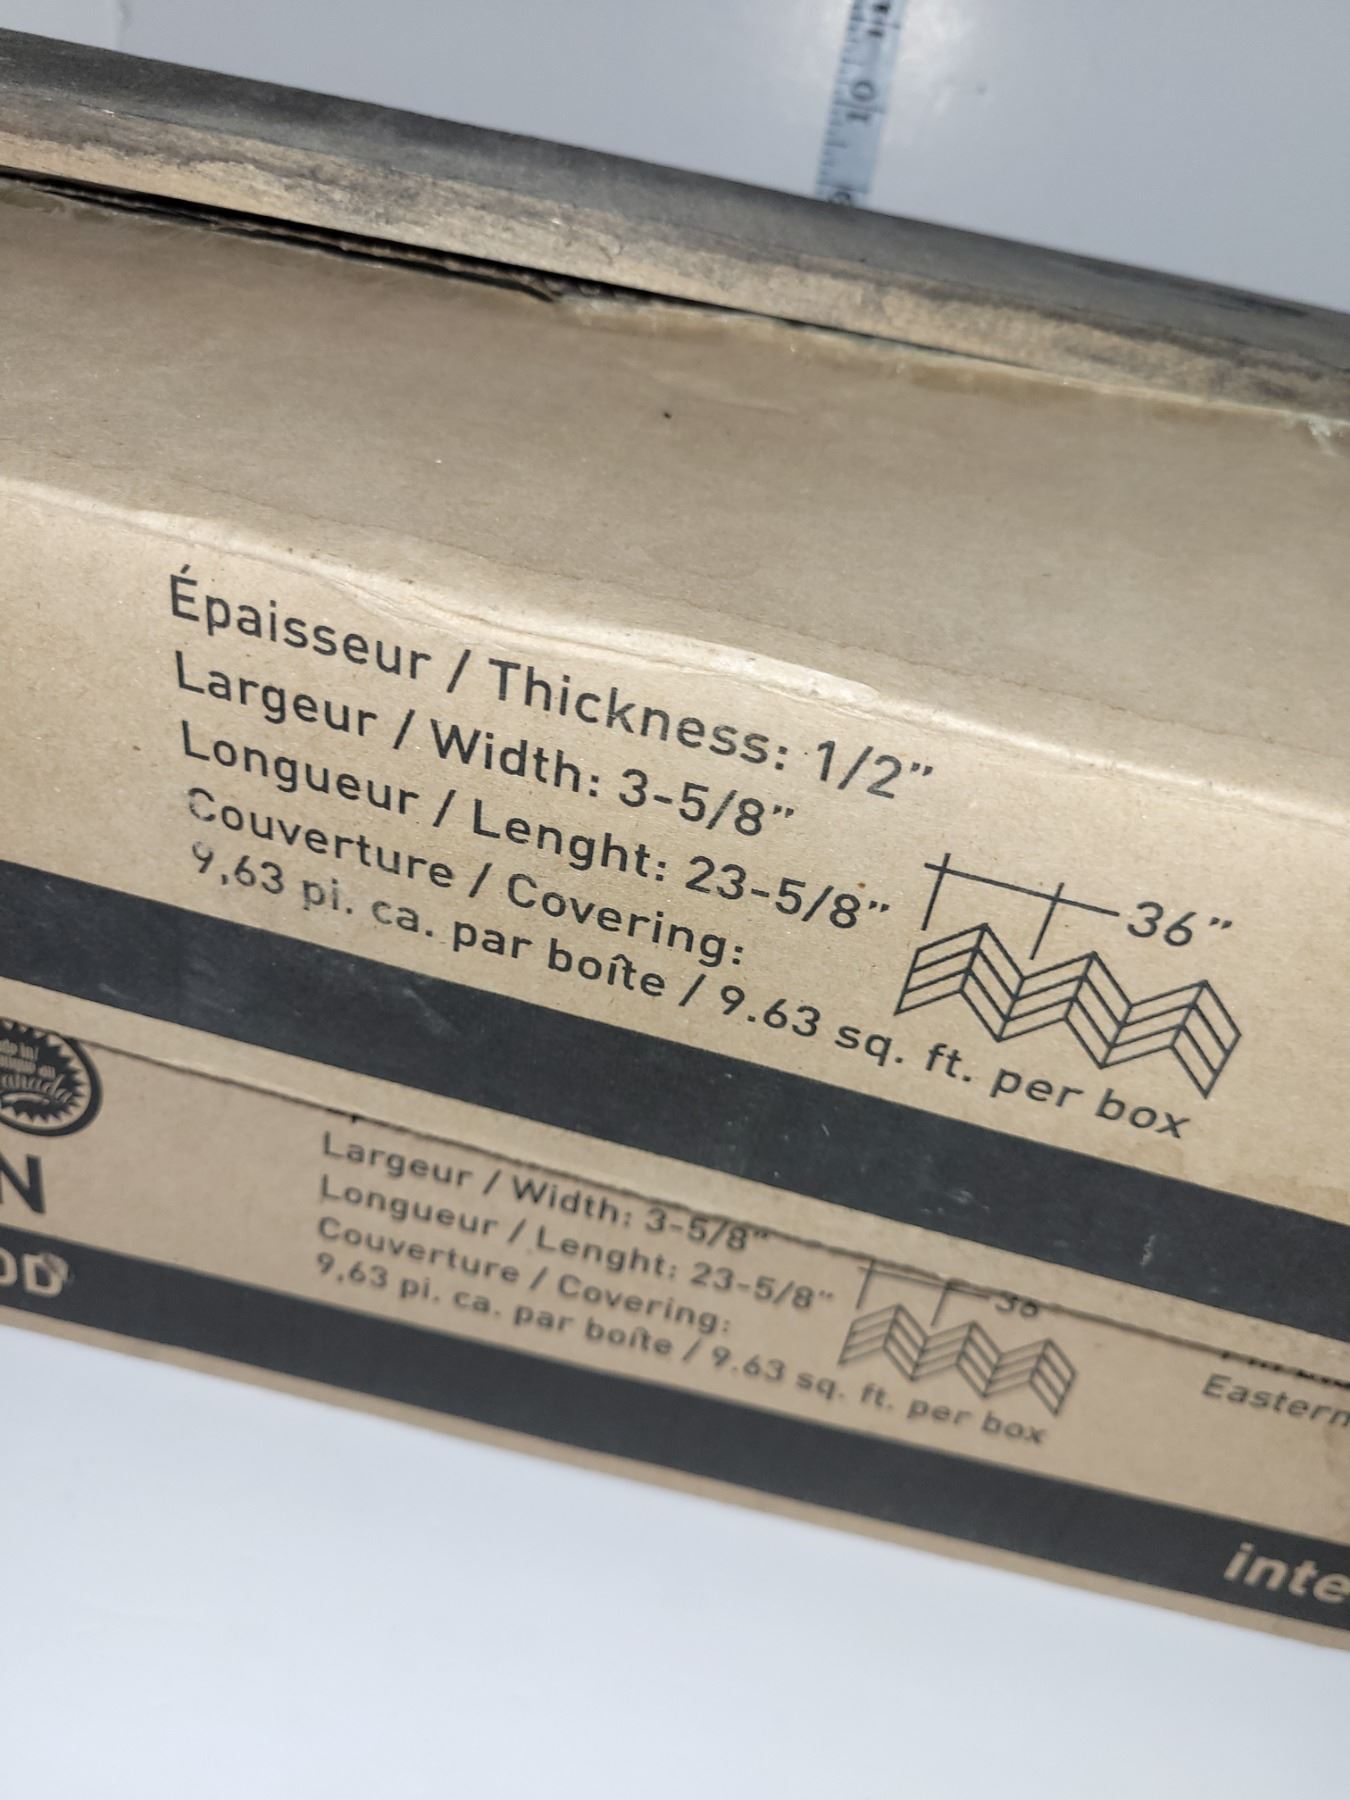 Épaisseur / Thickness: 1/2”
Largeur / Width: 3-5/8”
Longueur / Lenght: 23-5/8”
36”
Couverture / Covering:
9,63 pi. ca. par boîte / 9.63 sq. ft. per box
Largeur / Width: 3-5/8”
Longueur / Lenght: 23-5/8”
36
Couverture / Covering:
9,63 pi. ca. par boîte / 9.63 sq. ft. per box
Eastern
inte
N
OD